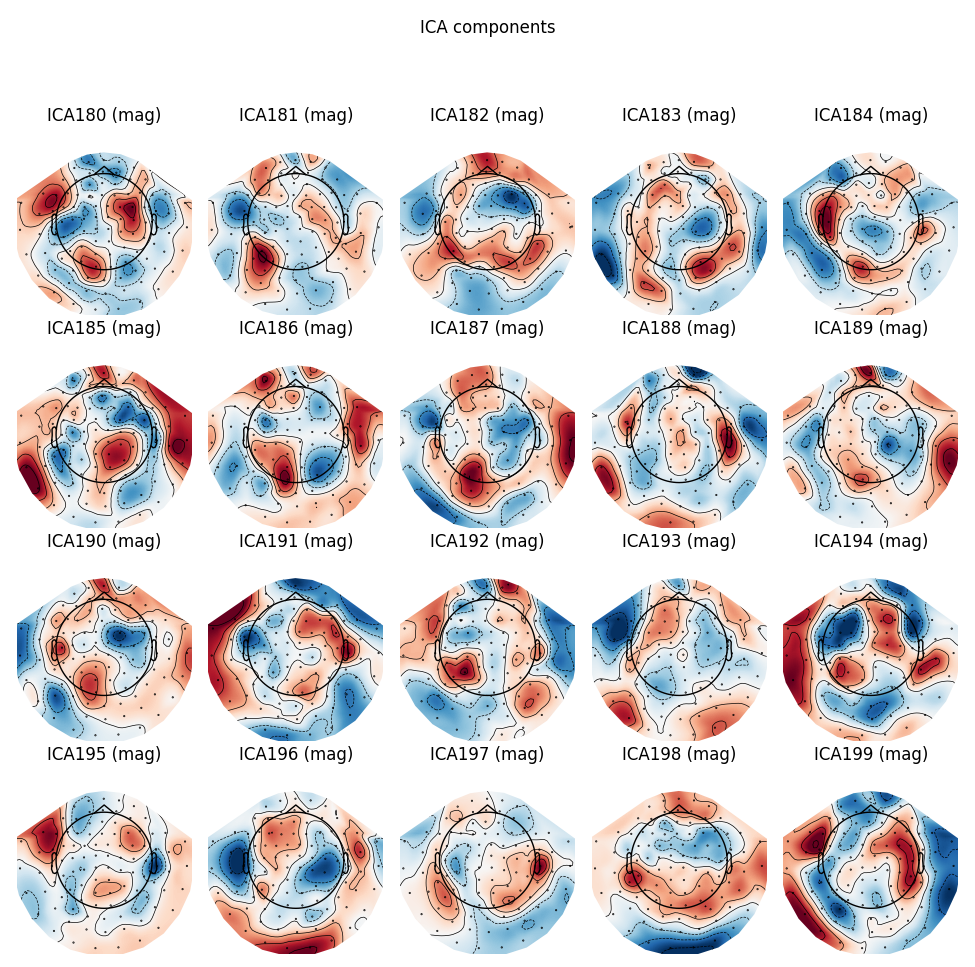 ICA components
ICA180 (mag) ICA181 (mag) ICA182 (mag) ICA183 (mag) ICA184 (mag)
ICA185 (mag) ICA186 (mag) ICA187 (mag) ICA188 (mag) ICA189 (mag)
ICA190 (mag) ICA191 (mag) ICA192 (mag) ICA193 (mag) ICA194 (mag)
ICA195 (mag) ICA196 (mag) ICA197 (mag) ICA198 (mag) ICA199 (mag)